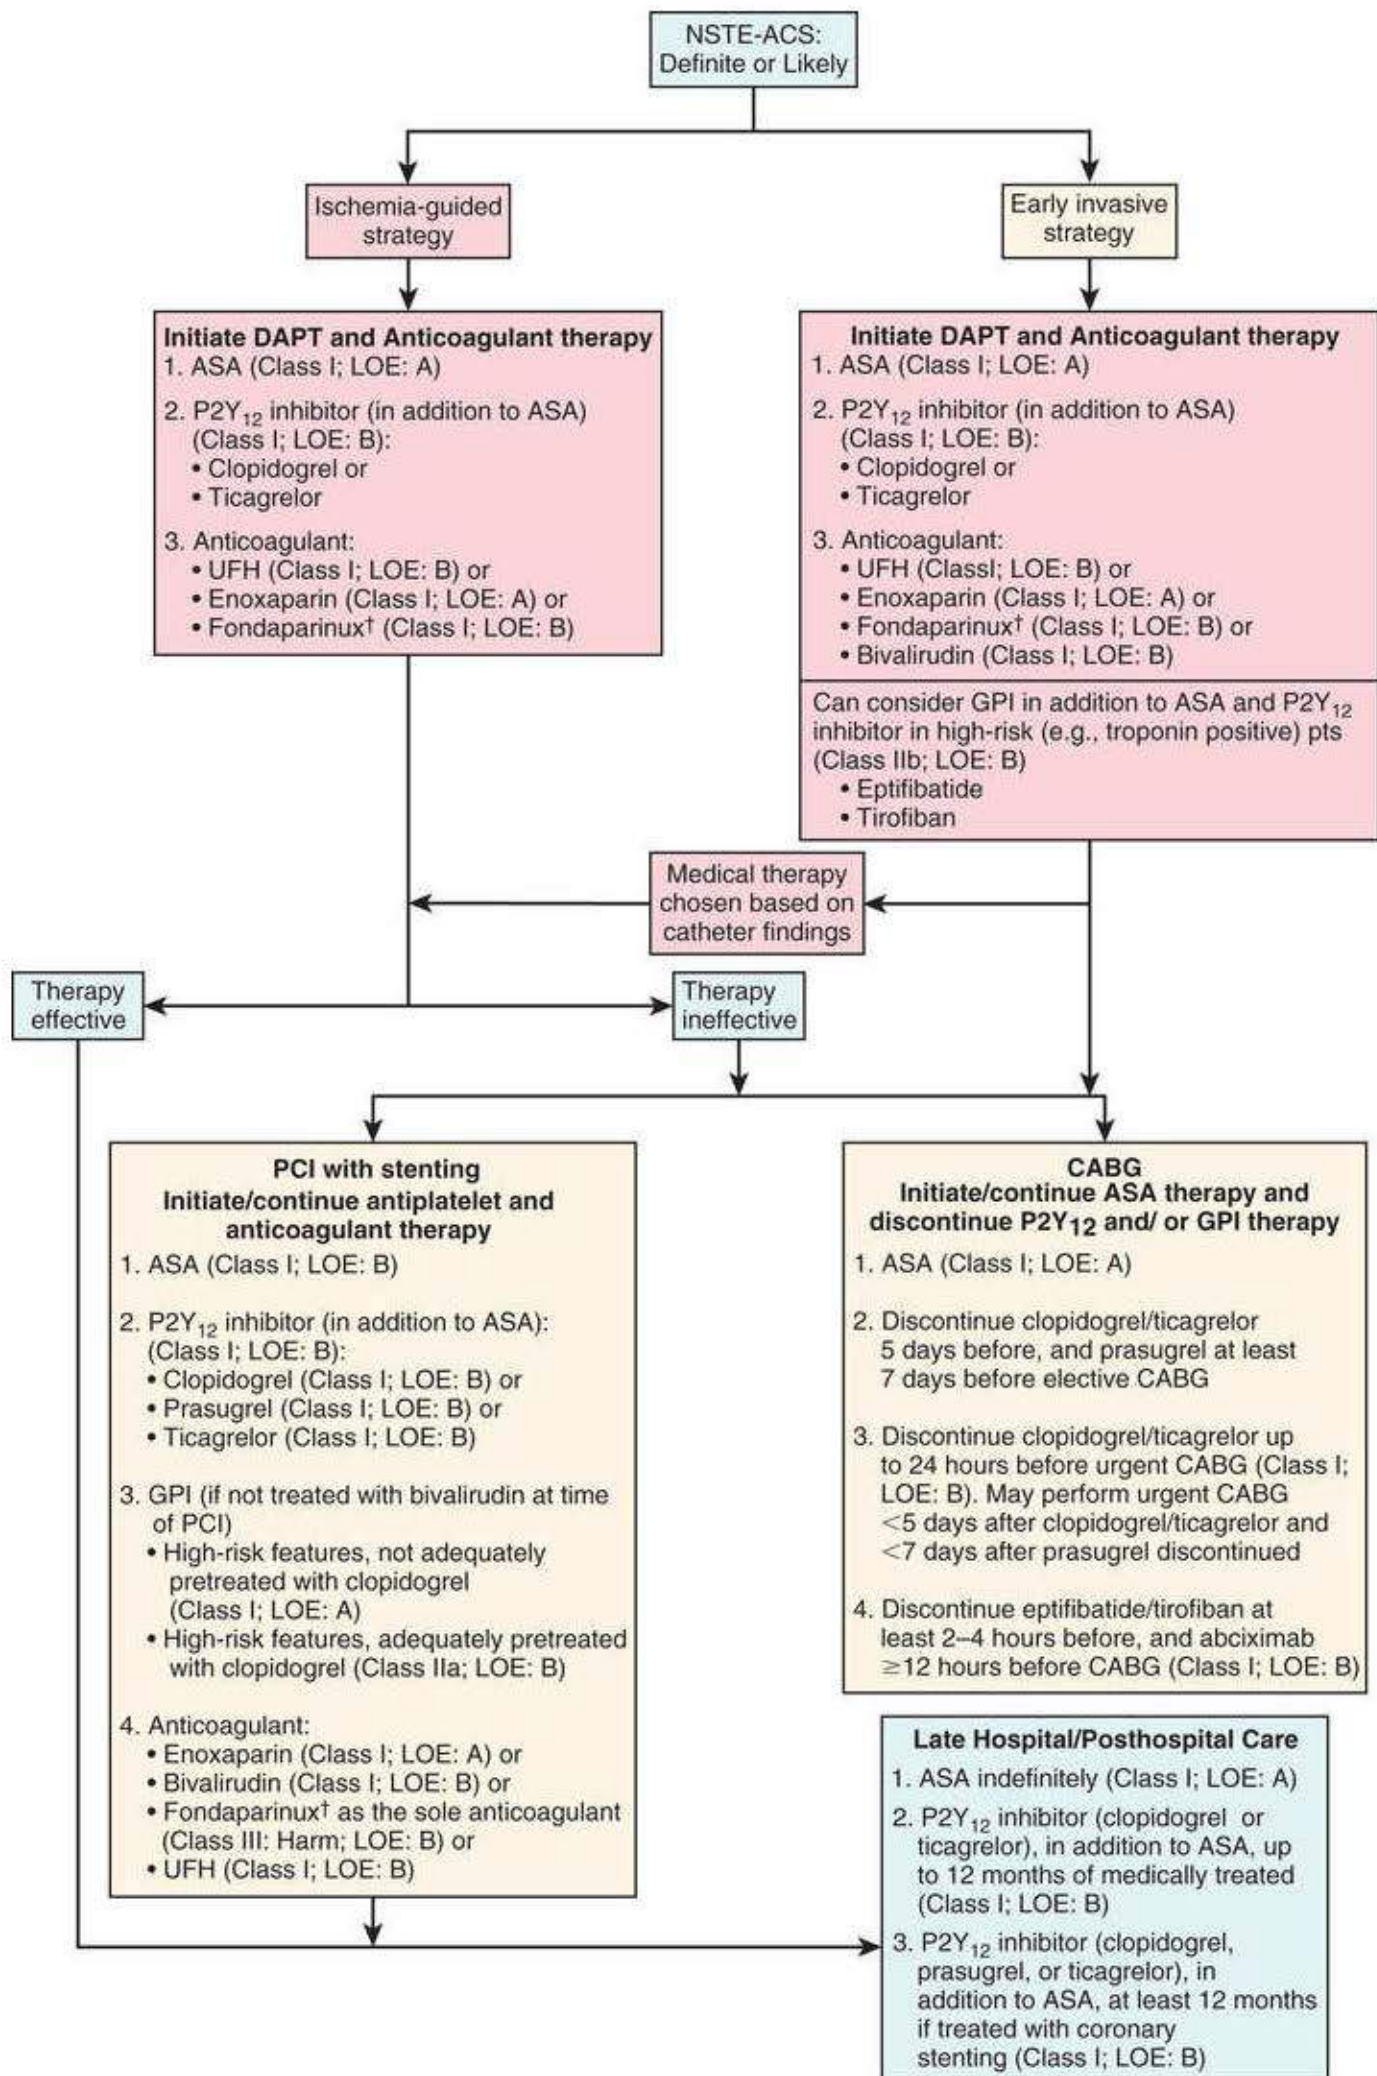 NSTE-ACS:
Definite or Likely
Ischemia-guided
strategy
Early invasive
strategy
Initiate DAPT and Anticoagulant therapy
1. ASA (Class I; LOE: A)
2. P2Y12 inhibitor (in addition to ASA)
(Class I; LOE: B):
• Clopidogrel or
• Ticagrelor
3. Anticoagulant:
• UFH (Class I; LOE: B) or
• Enoxaparin (Class I; LOE: A) or
• Fondaparinux† (Class I; LOE: B)
Initiate DAPT and Anticoagulant therapy
1. ASA (Class I; LOE: A)
2. P2Y12 inhibitor (in addition to ASA)
(Class I; LOE: B):
• Clopidogrel or
• Ticagrelor
3. Anticoagulant:
• UFH (ClassI; LOE: B) or
• Enoxaparin (Class I; LOE: A) or
• Fondaparinux† (Class I; LOE: B) or
• Bivalirudin (Class I; LOE: B)
Can consider GPI in addition to ASA and P2Y12
inhibitor in high-risk (e.g., troponin positive) pts
(Class IIb; LOE: B)
• Eptifibatide
• Tirofiban
Medical therapy
chosen based on
catheter findings
Therapy
effective
Therapy
ineffective
PCI with stenting
Initiate/continue antiplatelet and
anticoagulant therapy
1. ASA (Class I; LOE: B)
2. P2Y12 inhibitor (in addition to ASA):
(Class I; LOE: B):
• Clopidogrel (Class I; LOE: B) or
• Prasugrel (Class I; LOE: B) or
• Ticagrelor (Class I; LOE: B)
3. GPI (if not treated with bivalirudin at time
of PCI)
• High-risk features, not adequately
pretreated with clopidogrel
(Class I; LOE: A)
• High-risk features, adequately pretreated
with clopidogrel (Class IIa; LOE: B)
4. Anticoagulant:
• Enoxaparin (Class I; LOE: A) or
• Bivalirudin (Class I; LOE: B) or
• Fondaparinux† as the sole anticoagulant
(Class III: Harm; LOE: B) or
• UFH (Class I; LOE: B)
CABG
Initiate/continue ASA therapy and
discontinue P2Y12 and/ or GPI therapy
1. ASA (Class I; LOE: A)
2. Discontinue clopidogrel/ticagrelor
5 days before, and prasugrel at least
7 days before elective CABG
3. Discontinue clopidogrel/ticagrelor up
to 24 hours before urgent CABG (Class I;
LOE: B). May perform urgent CABG
<5 days after clopidogrel/ticagrelor and
<7 days after prasugrel discontinued
4. Discontinue eptifibatide/tirofiban at
least 2–4 hours before, and abciximab
≥12 hours before CABG (Class I; LOE: B)
Late Hospital/Posthospital Care
1. ASA indefinitely (Class I; LOE: A)
2. P2Y12 inhibitor (clopidogrel or
ticagrelor), in addition to ASA, up
to 12 months of medically treated
(Class I; LOE: B)
3. P2Y12 inhibitor (clopidogrel,
prasugrel, or ticagrelor), in
addition to ASA, at least 12 months
if treated with coronary
stenting (Class I; LOE: B)